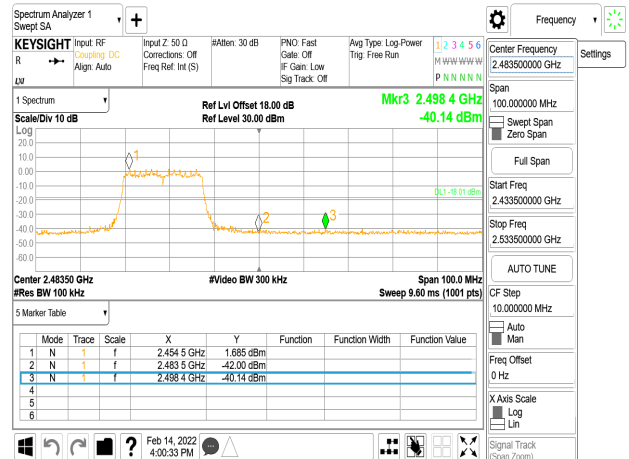 Spectrum Analyzer 1
Swept SA
Frequency
KEYSIGHT
R
Input: RF
Coupling: DC
Align: Auto
Input Z: 50 Ω
Corrections: Off
Freq Ref: Int (S)
#Atten: 30 dB
PNO: Fast
Gate: Off
IF Gain: Low
Sig Track: Off
Avg Type: Log-Power
Trig: Free Run
1 2 3 4 5 6
M W W W W W
P N N N N N
LXI
1 Spectrum
Scale/Div 10 dB
Ref Lvl Offset 18.00 dB
Ref Level 30.00 dBm
Mkr3 2.498 4 GHz
-40.14 dBm
Log
20.0
10.0
0.00
-10.0
-20.0
-30.0
-40.0
-50.0
-60.0
1
2
3
DL1 -18.01 dBm
Center 2.48350 GHz
#Video BW 300 kHz
Span 100.0 MHz
#Res BW 100 kHz
Sweep 9.60 ms (1001 pts)
5 Marker Table
Mode Trace Scale X Y Function Function Width Function Value
1 N 1 f 2.454 5 GHz 1.685 dBm
2 N 1 f 2.483 5 GHz -42.00 dBm
3 N 1 f 2.498 4 GHz -40.14 dBm
4
5
6
Feb 14, 2022
4:00:33 PM
?
Center Frequency
2.483500000 GHz
Settings
Span
100.000000 MHz
Swept Span
Zero Span
Full Span
Start Freq
2.433500000 GHz
Stop Freq
2.533500000 GHz
AUTO TUNE
CF Step
10.000000 MHz
Auto
Man
Freq Offset
0 Hz
X Axis Scale
Log
Lin
Signal Track
(Span Zoom)